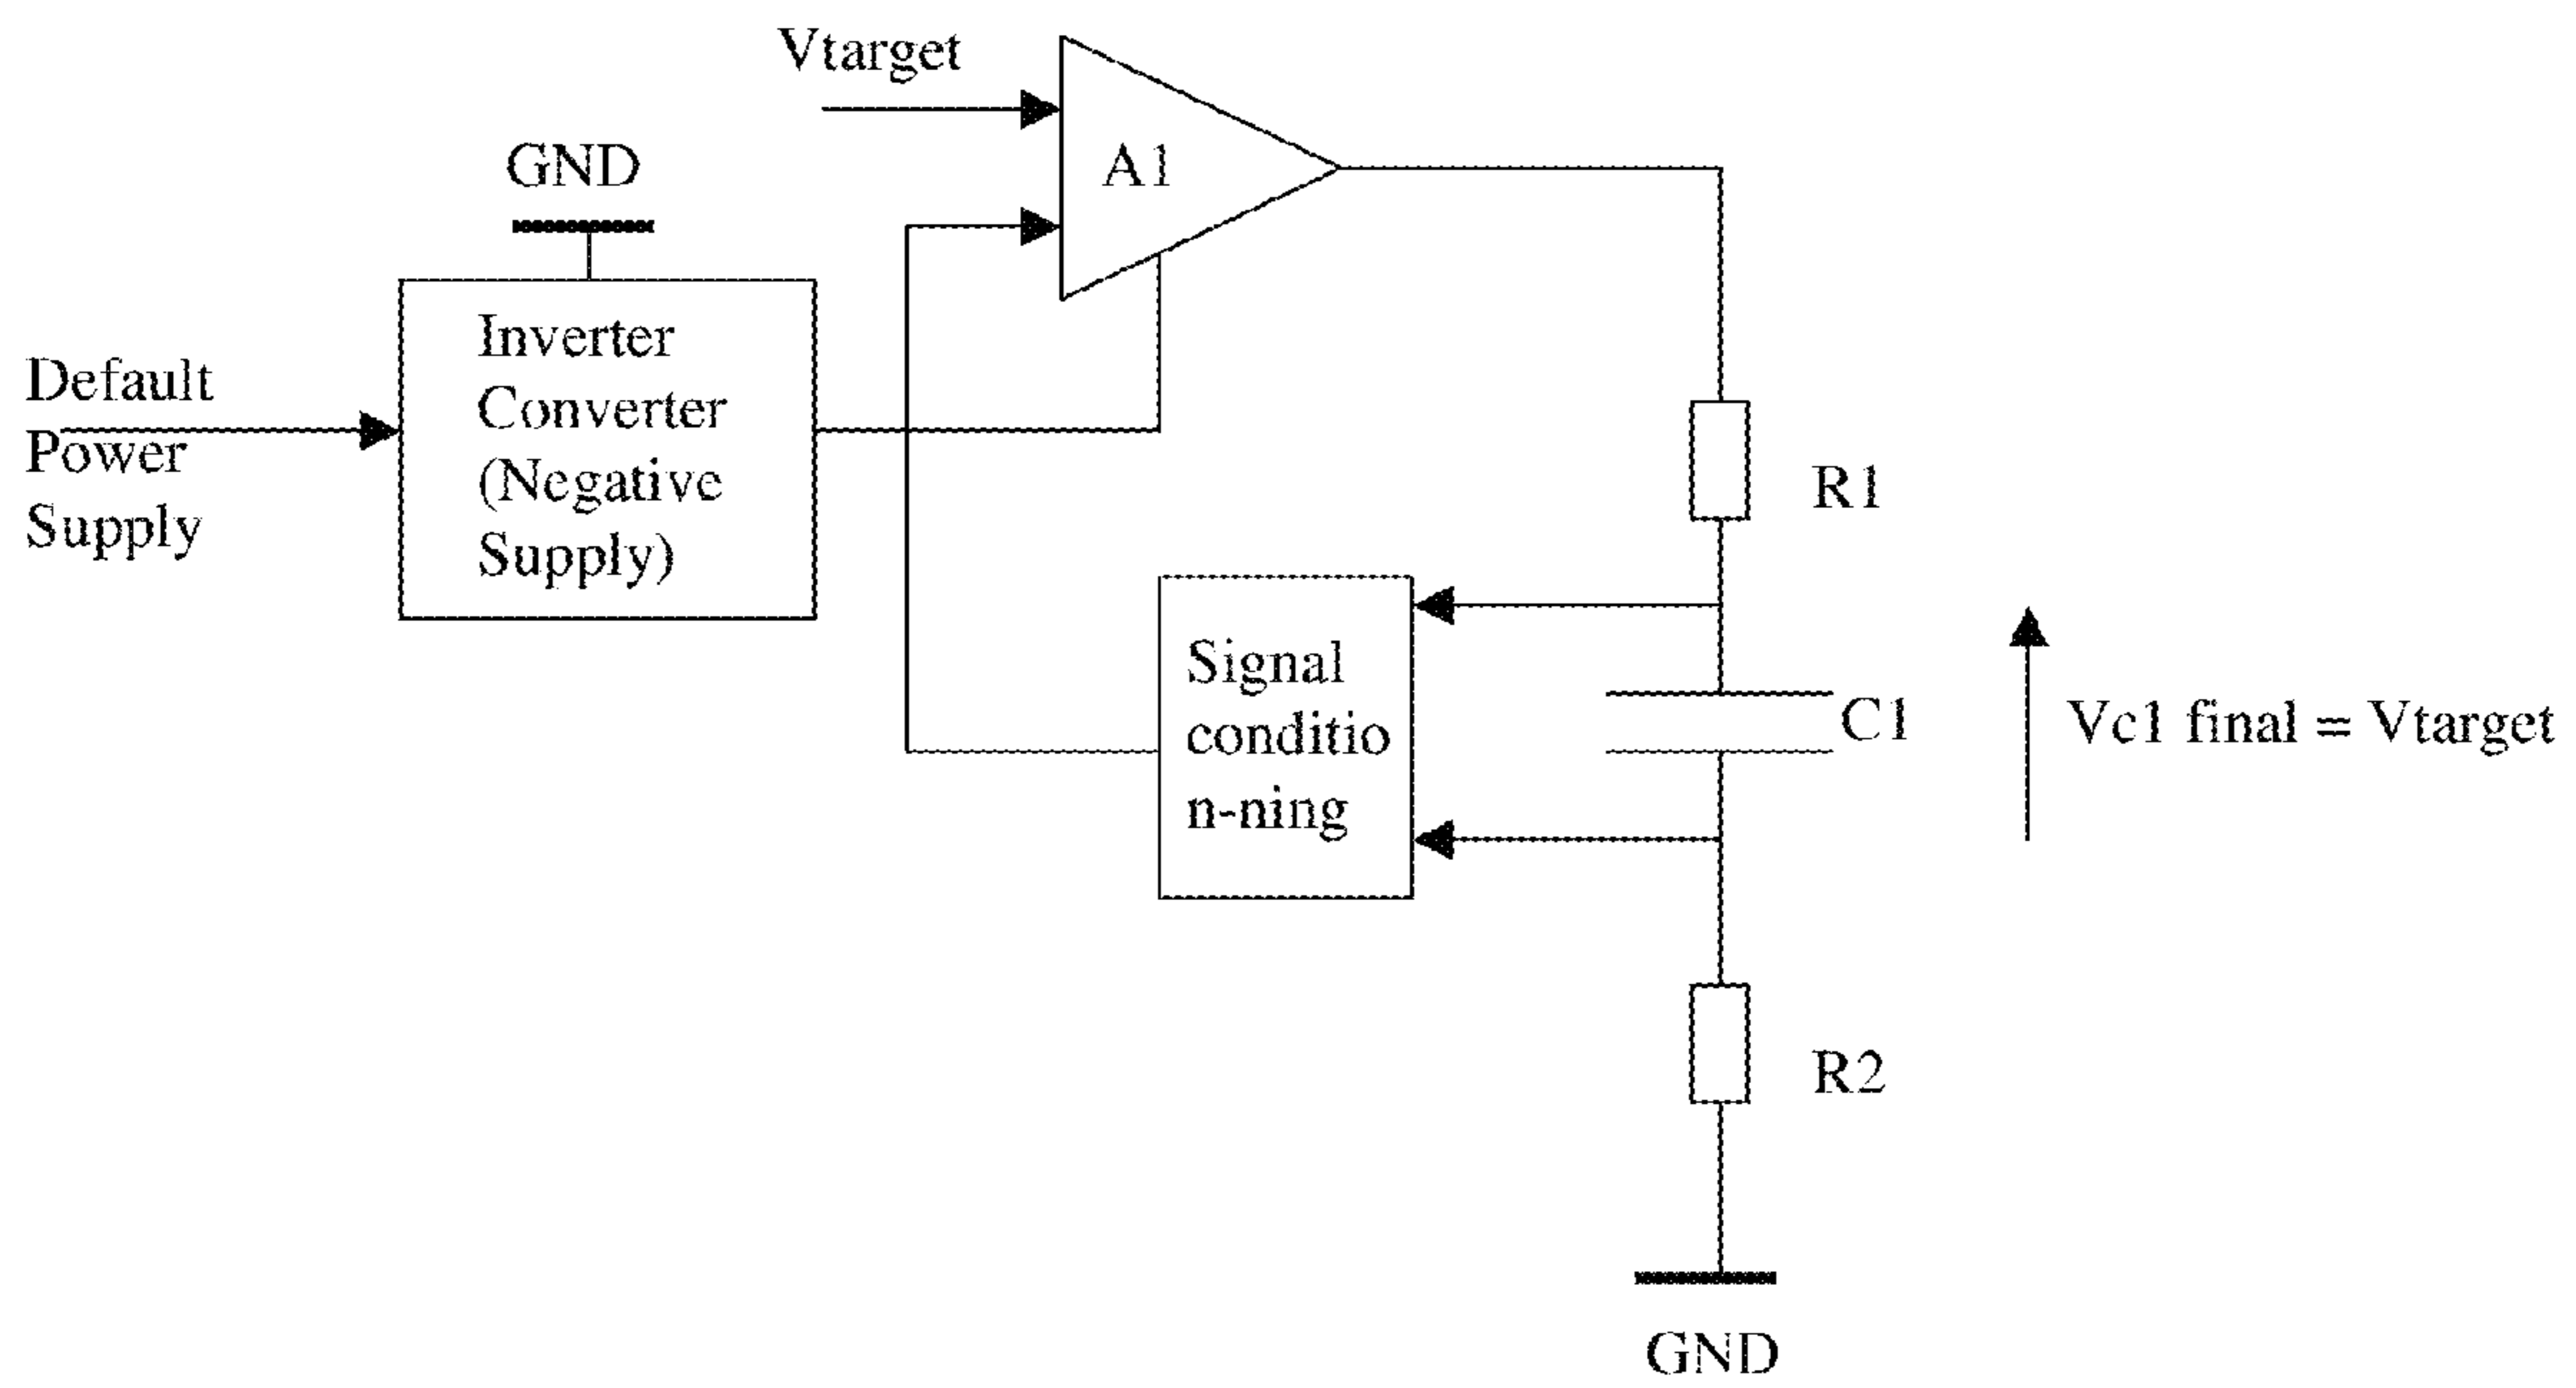 Vtarget
A1
GND
Inverter
Converter
(Negative
Supply)
Default
Power
Supply
R1
Signal
conditio
n-ning
C1
Vc1 final = Vtarget
R2
GND